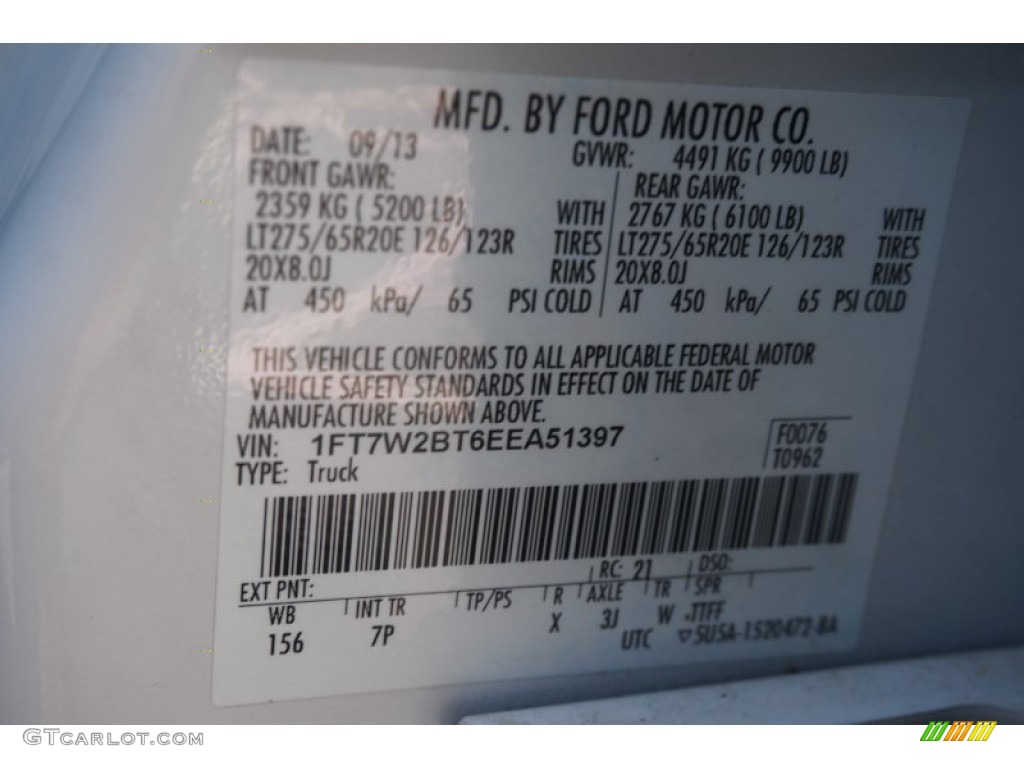 MFD. BY FORD MOTOR CO.
DATE: 09/13 GVWR: 4491 KG ( 9900 LB)
FRONT GAWR: REAR GAWR:
2359 KG ( 5200 LB) WITH 2767 KG ( 6100 LB) WITH
LT275/65R20E 126/123R TIRES LT275/65R20E 126/123R TIRES
20X8.0J RIMS 20X8.0J RIMS
AT 450 kPa/ 65 PSI COLD AT 450 kPa/ 65 PSI COLD
THIS VEHICLE CONFORMS TO ALL APPLICABLE FEDERAL MOTOR
VEHICLE SAFETY STANDARDS IN EFFECT ON THE DATE OF
MANUFACTURE SHOWN ABOVE.
VIN: 1FT7W2BT6EEA51397 F0076
TYPE: Truck T0962
EXT PNT: RC: 21 DSO:
WB INT TR TP/PS R AXLE TR SPR
156 7P X 3J W TTFF
UTC 5U5A-1520472-BA
GTCARLOT.COM